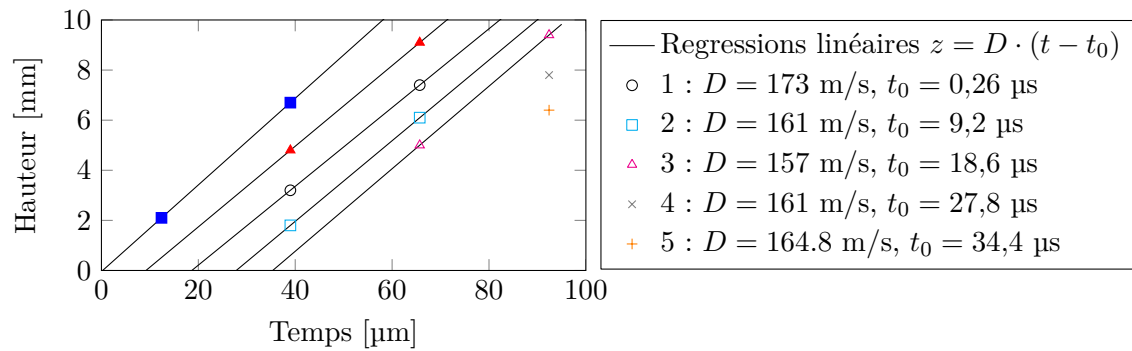 10
8
6
4
2
0
Hauteur [mm]
0
20
40
60
80
100
Temps [µm]
Regressions linéaires z = D · (t − t₀)
1 : D = 173 m/s, t₀ = 0,26 µs
2 : D = 161 m/s, t₀ = 9,2 µs
3 : D = 157 m/s, t₀ = 18,6 µs
4 : D = 161 m/s, t₀ = 27,8 µs
5 : D = 164.8 m/s, t₀ = 34,4 µs